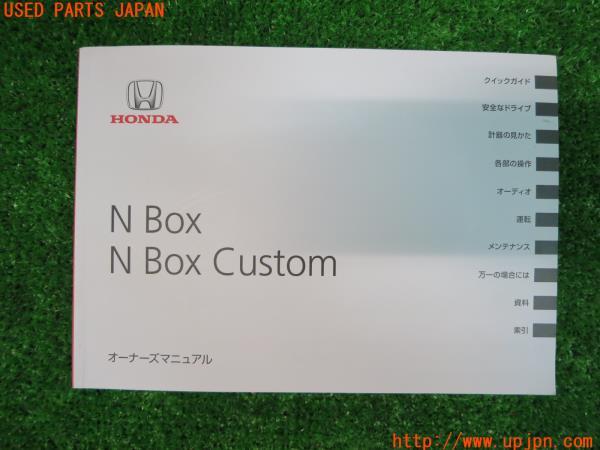 USED PARTS JAPAN
HONDA
N Box
N Box Custom
オーナーズマニュアル
クイックガイド
安全なドライブ
計器の見かた
各部の操作
オーディオ
運転
メンテナンス
万一の場合には
資料
索引
http://www.upjpn.com